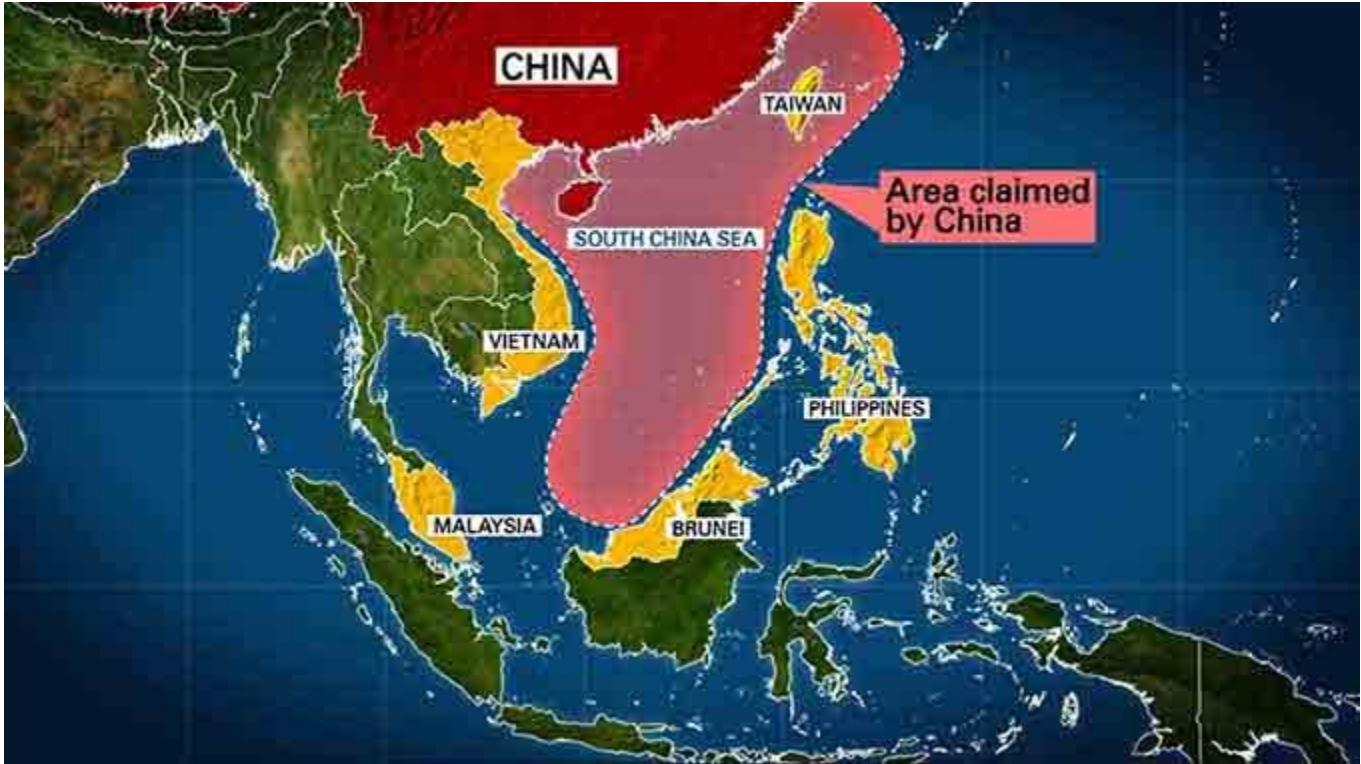 CHINA
TAIWAN
Area claimed
by China
SOUTH CHINA SEA
VIETNAM
PHILIPPINES
MALAYSIA
BRUNEI